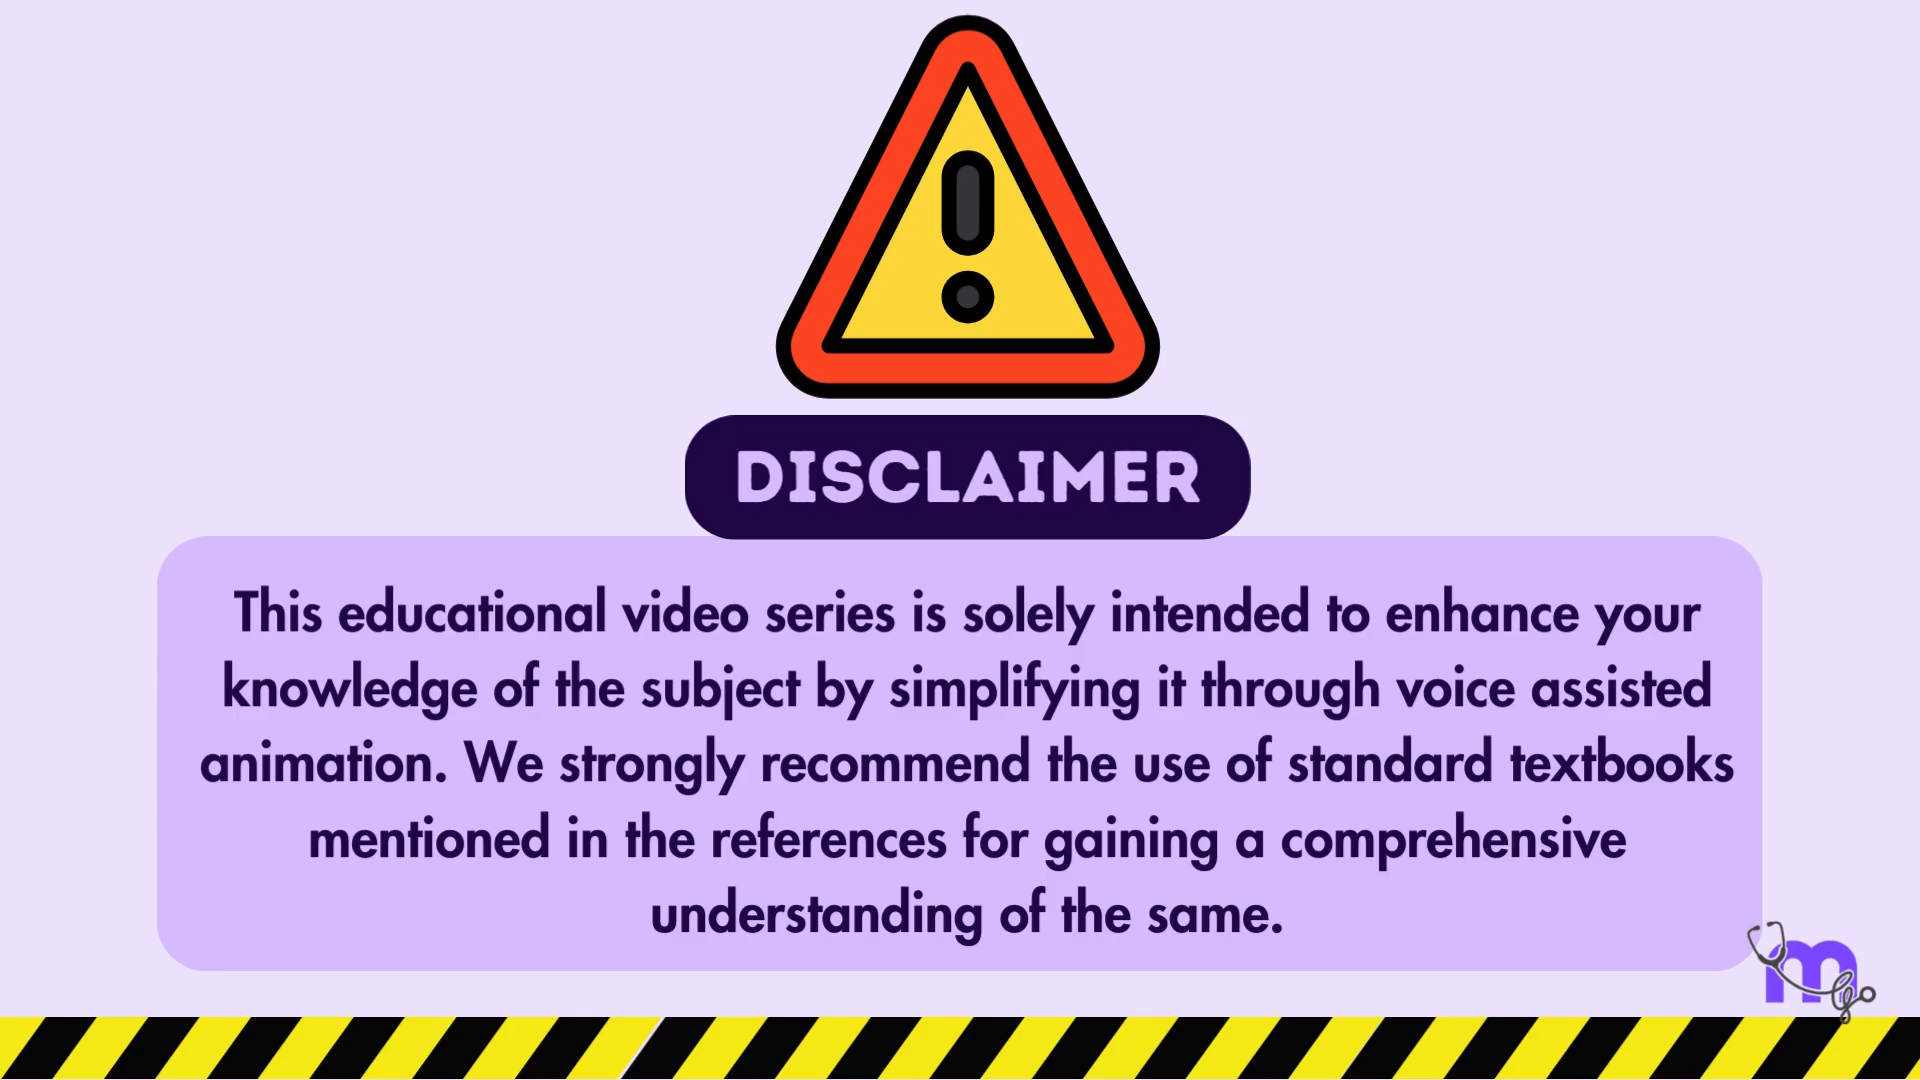 DISCLAIMER
This educational video series is solely intended to enhance your
knowledge of the subject by simplifying it through voice assisted
animation. We strongly recommend the use of standard textbooks
mentioned in the references for gaining a comprehensive
understanding of the same.
m
go